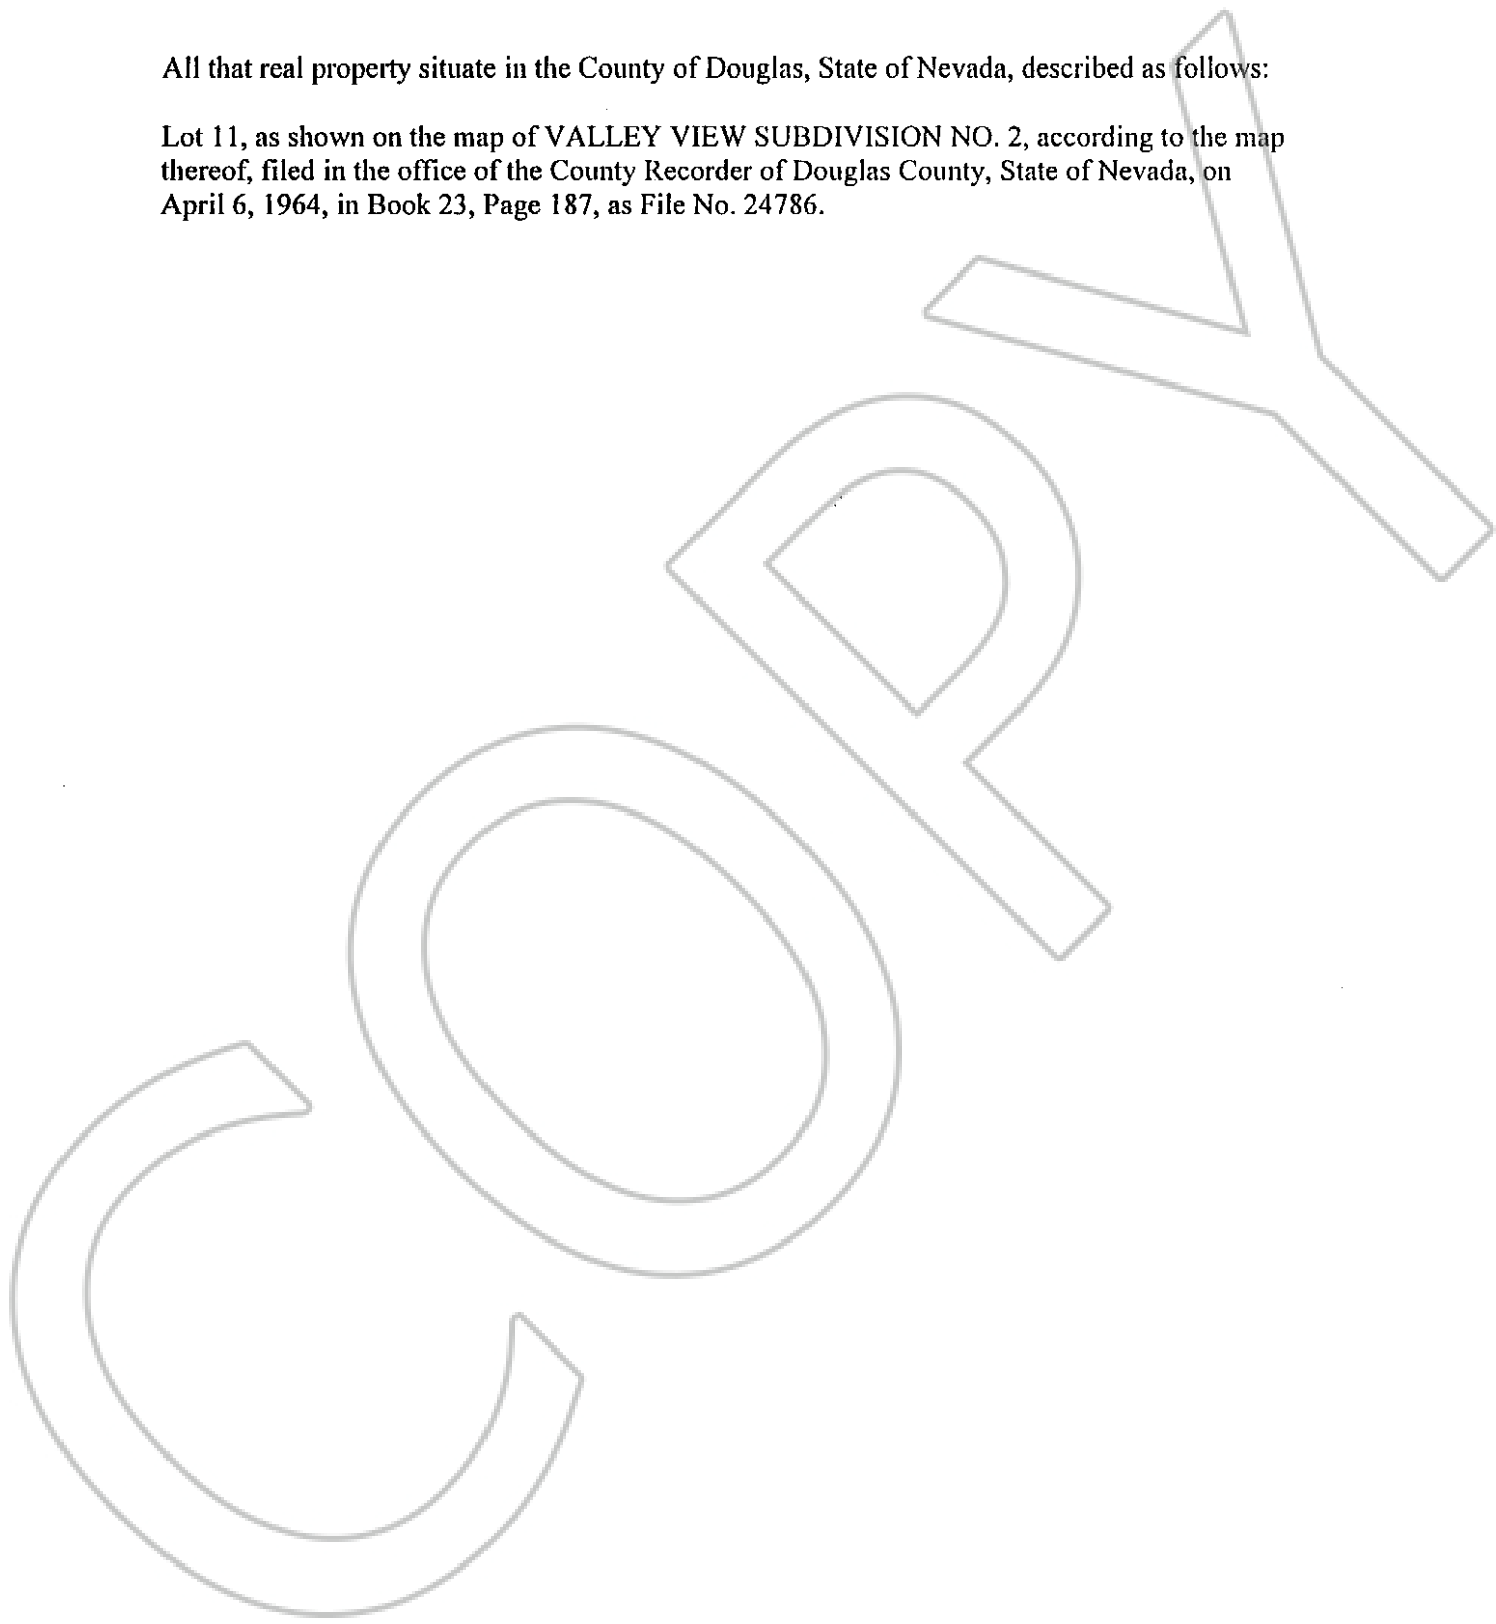 All that real property situate in the County of Douglas, State of Nevada, described as follows:
Lot 11, as shown on the map of VALLEY VIEW SUBDIVISION NO. 2, according to the map
thereof, filed in the office of the County Recorder of Douglas County, State of Nevada, on
April 6, 1964, in Book 23, Page 187, as File No. 24786.
COPY